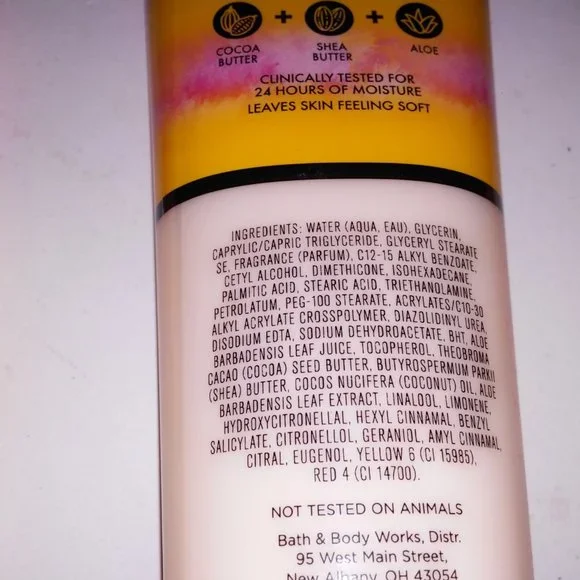 + +
COCOA BUTTER SHEA BUTTER ALOE
CLINICALLY TESTED FOR
24 HOURS OF MOISTURE
LEAVES SKIN FEELING SOFT
INGREDIENTS: WATER (AQUA, EAU), GLYCERIN,
CAPRYLIC/CAPRIC TRIGLYCERIDE, GLYCERYL STEARATE
SE, FRAGRANCE (PARFUM), C12-15 ALKYL BENZOATE,
CETYL ALCOHOL, DIMETHICONE, ISOHEXADECANE,
PALMITIC ACID, STEARIC ACID, TRIETHANOLAMINE,
PETROLATUM, PEG-100 STEARATE, ACRYLATES/C10-30
ALKYL ACRYLATE CROSSPOLYMER, DIAZOLIDINYL UREA,
DISODIUM EDTA, SODIUM DEHYDROACETATE, BHT, ALOE
BARBADENSIS LEAF JUICE, TOCOPHEROL, THEOBROMA
CACAO (COCOA) SEED BUTTER, BUTYROSPERMUM PARKII
(SHEA) BUTTER, COCOS NUCIFERA (COCONUT) OIL, ALOE
BARBADENSIS LEAF EXTRACT, LINALOOL, LIMONENE,
HYDROXYCITRONELLAL, HEXYL CINNAMAL, BENZYL
SALICYLATE, CITRONELLOL, GERANIOL, AMYL CINNAMAL,
CITRAL, EUGENOL, YELLOW 6 (CI 15985),
RED 4 (CI 14700).
NOT TESTED ON ANIMALS
Bath & Body Works, Distr.
95 West Main Street,
New Albany, OH 43054